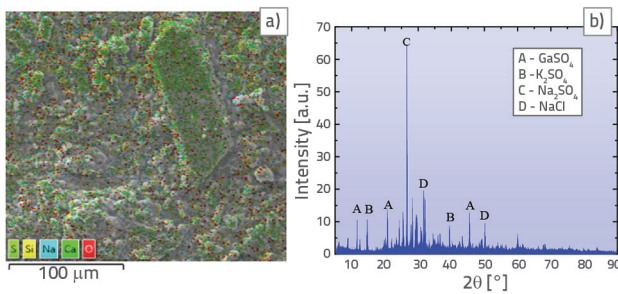 a)
S Si Na Ca O
100 μm
b)
Intensity [a.u.]
70
60
50
40
30
20
10
0
10 20 30 40 50 60 70 80 90
2θ [°]
A - GaSO₄
B -K₂SO₄
C - Na₂SO₄
D - NaCl
C
A B A D B A D